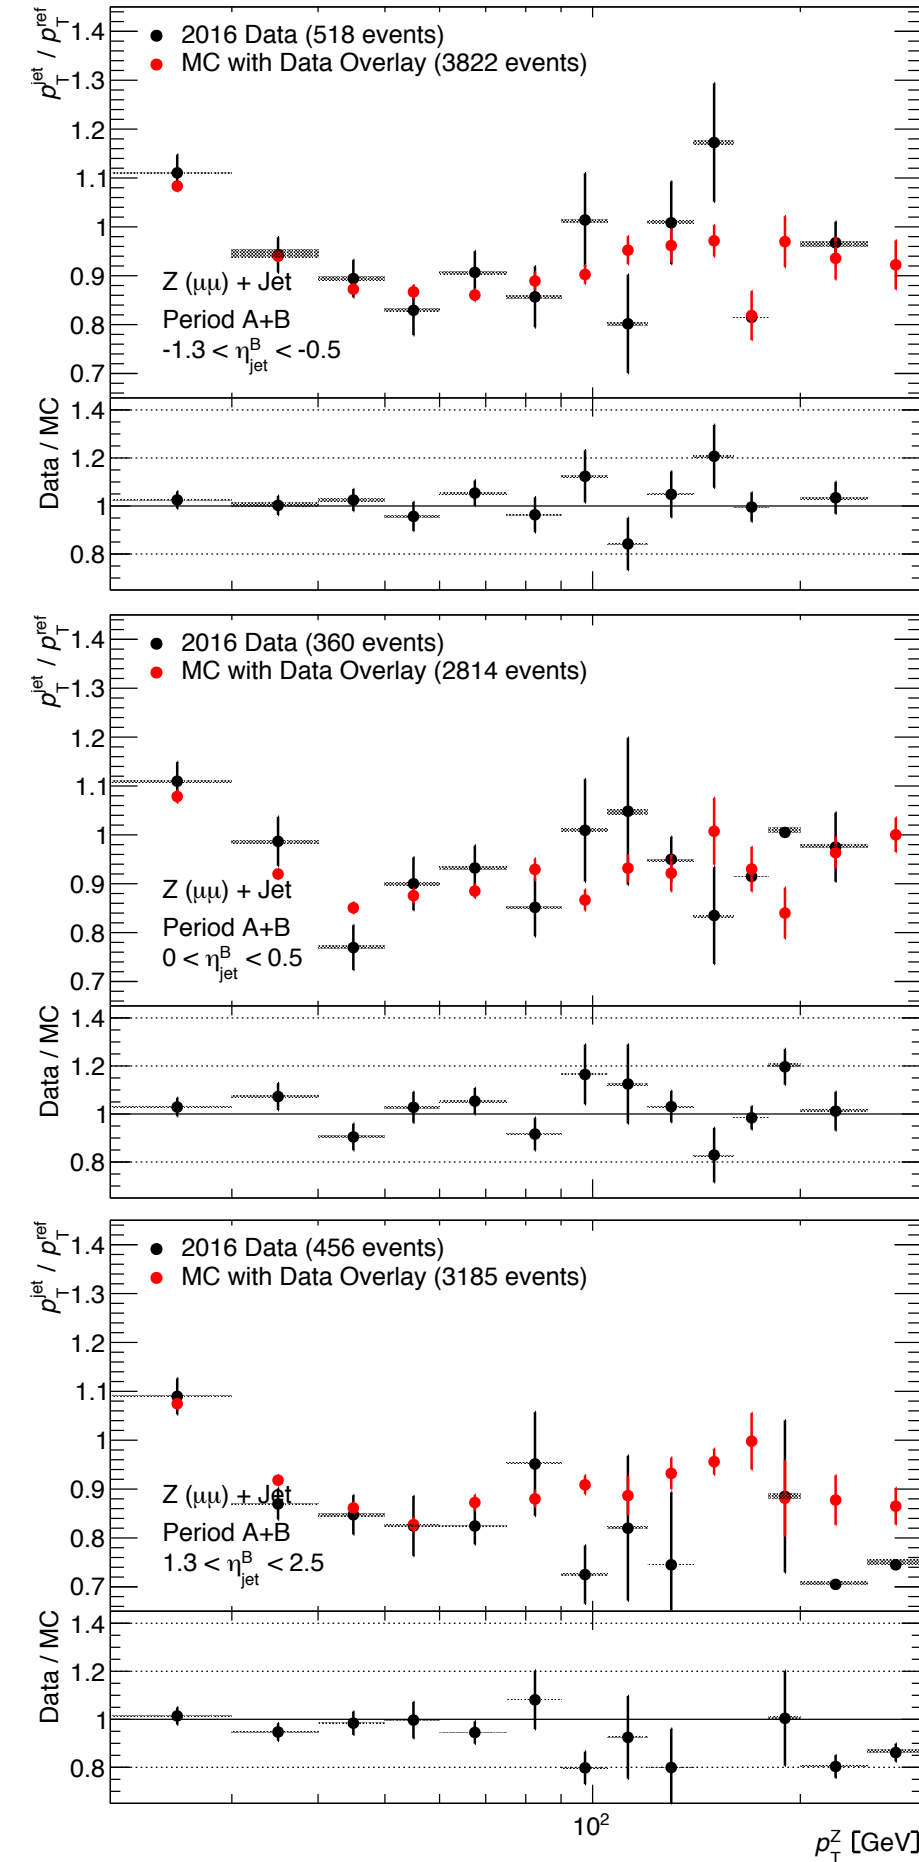 p_T^jet / p_T^ref
1.4
1.3
1.2
1.1
1
0.9
0.8
0.7
2016 Data (518 events)
MC with Data Overlay (3822 events)
Z (μμ) + Jet
Period A+B
-1.3 < η_jet^B < -0.5
Data / MC
1.4
1.2
1
0.8
p_T^jet / p_T^ref
1.4
1.3
1.2
1.1
1
0.9
0.8
0.7
2016 Data (360 events)
MC with Data Overlay (2814 events)
Z (μμ) + Jet
Period A+B
0 < η_jet^B < 0.5
Data / MC
1.4
1.2
1
0.8
p_T^jet / p_T^ref
1.4
1.3
1.2
1.1
1
0.9
0.8
0.7
2016 Data (456 events)
MC with Data Overlay (3185 events)
Z (μμ) + Jet
Period A+B
1.3 < η_jet^B < 2.5
Data / MC
1.4
1.2
1
0.8
10^2
p_T^Z [GeV]